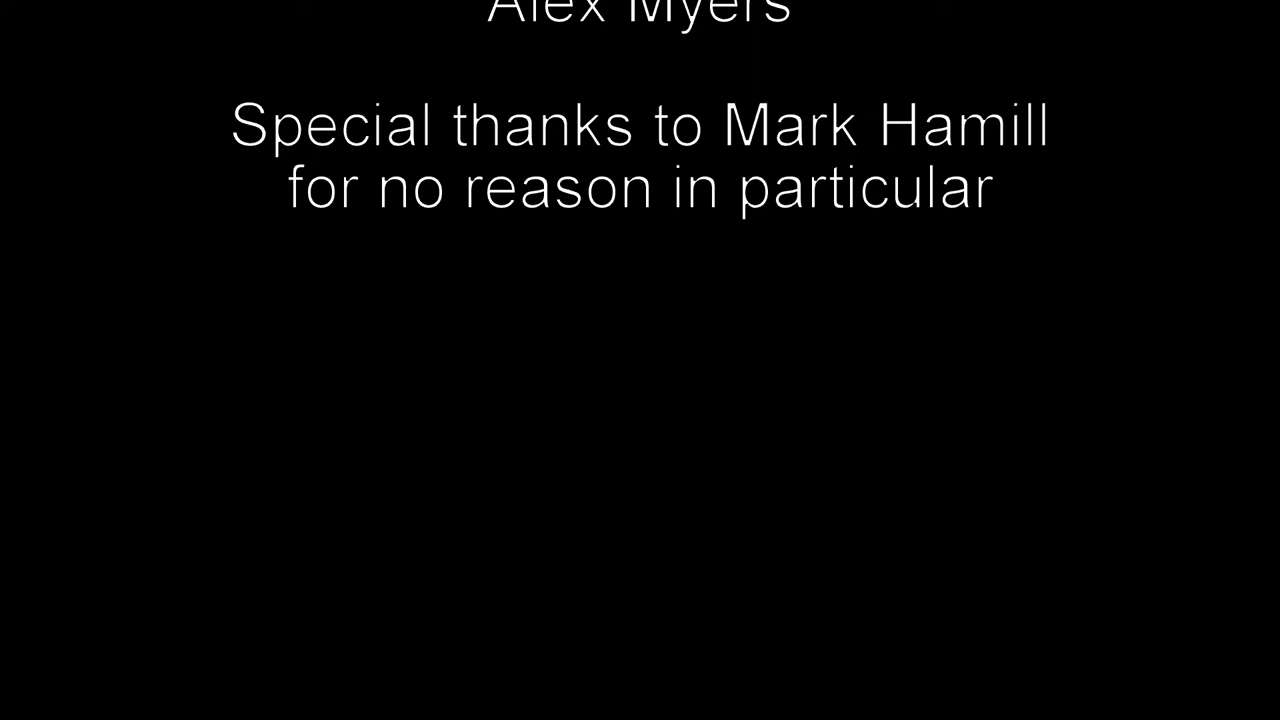 Alex Myers
Special thanks to Mark Hamill
for no reason in particular